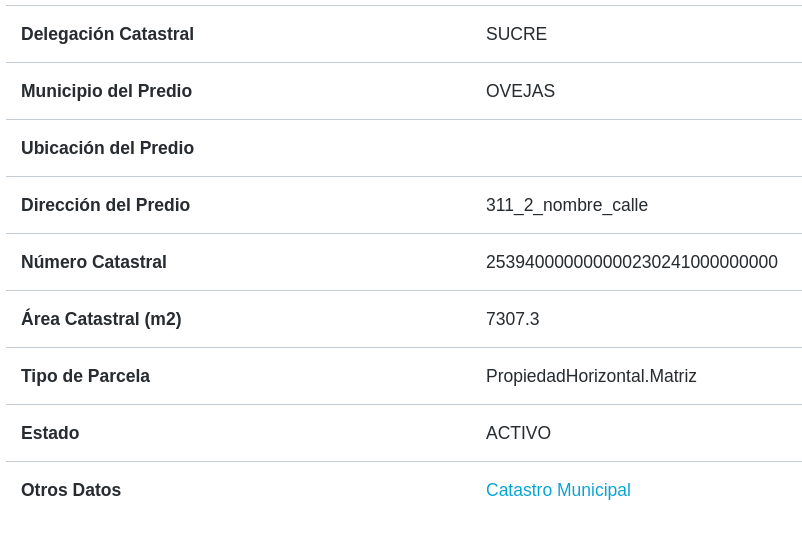 Delegación Catastral SUCRE
Municipio del Predio OVEJAS
Ubicación del Predio
Dirección del Predio 311_2_nombre_calle
Número Catastral 253940000000000230241000000000
Área Catastral (m2) 7307.3
Tipo de Parcela PropiedadHorizontal.Matriz
Estado ACTIVO
Otros Datos Catastro Municipal